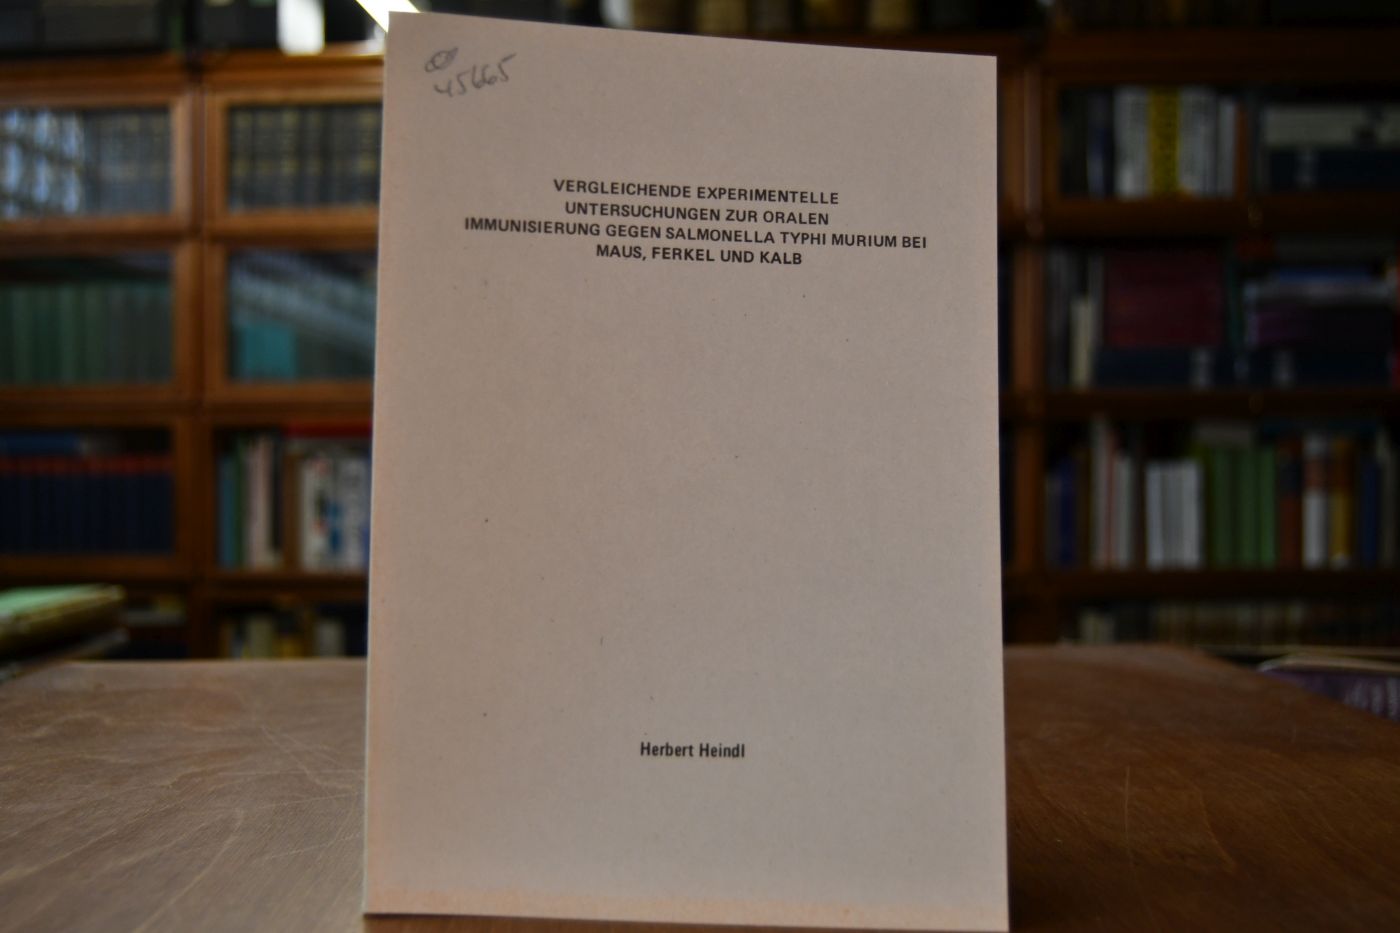 45665
VERGLEICHENDE EXPERIMENTELLE
UNTERSUCHUNGEN ZUR ORALEN
IMMUNISIERUNG GEGEN SALMONELLA TYPHI MURIUM BEI
MAUS, FERKEL UND KALB
Herbert Heindl